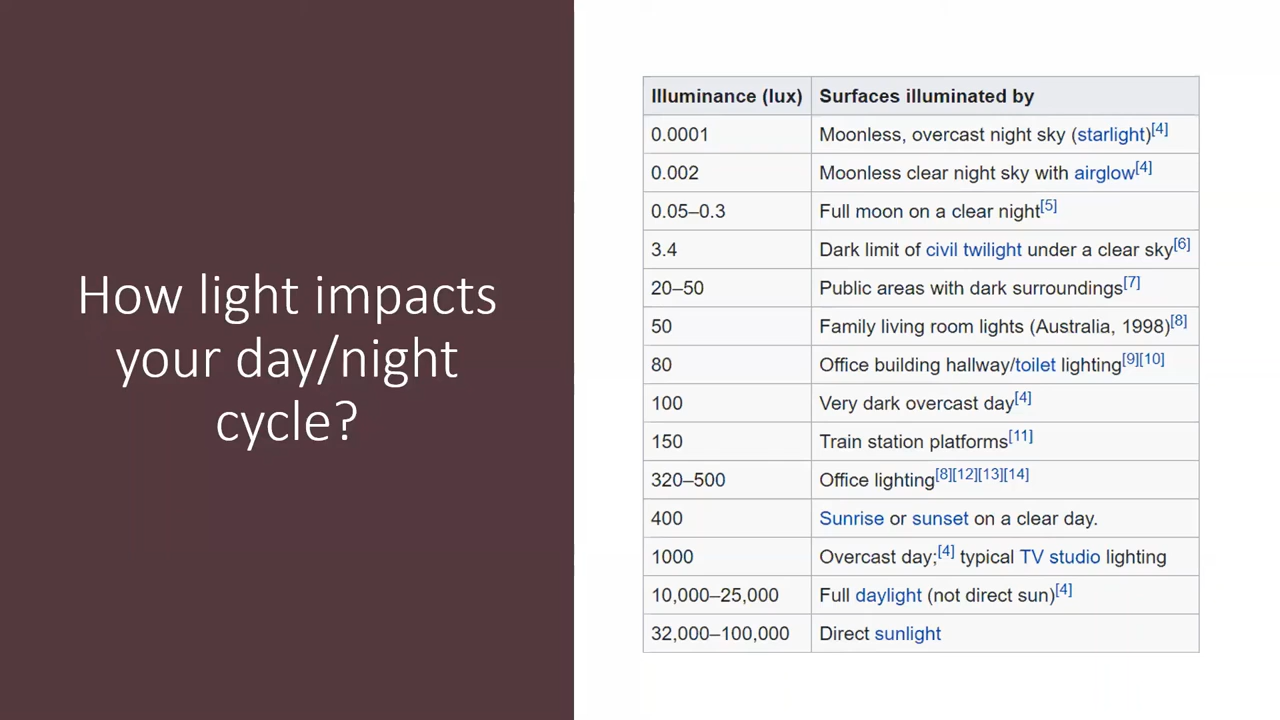 How light impacts
your day/night
cycle?
Illuminance (lux) Surfaces illuminated by
0.0001 Moonless, overcast night sky (starlight)[4]
0.002 Moonless clear night sky with airglow[4]
0.05–0.3 Full moon on a clear night[5]
3.4 Dark limit of civil twilight under a clear sky[6]
20–50 Public areas with dark surroundings[7]
50 Family living room lights (Australia, 1998)[8]
80 Office building hallway/toilet lighting[9][10]
100 Very dark overcast day[4]
150 Train station platforms[11]
320–500 Office lighting[8][12][13][14]
400 Sunrise or sunset on a clear day.
1000 Overcast day;[4] typical TV studio lighting
10,000–25,000 Full daylight (not direct sun)[4]
32,000–100,000 Direct sunlight